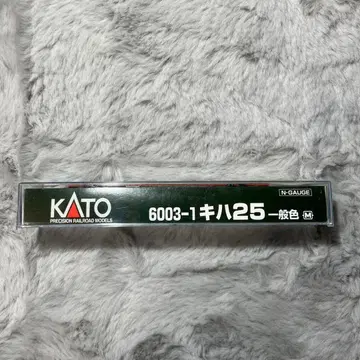 N-GAUGE
KATO
PRECISION RAILROAD MODELS
6003-1 キハ25 一般色 M